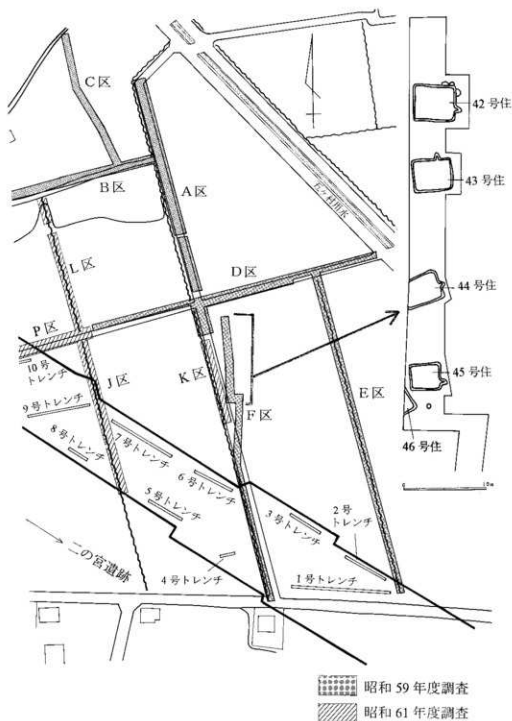 C区
42号住
B区
A区
43号住
L区
D区
44号住
P区
10号
トレンチ
J区
K区
E区
9号トレンチ
F区
45号住
7号トレンチ
8号トレンチ
6号トレンチ
46号住
5号トレンチ
3号トレンチ
2号
トレンチ
二の宮遺跡
4号トレンチ
1号トレンチ
昭和59年度調査
昭和61年度調査